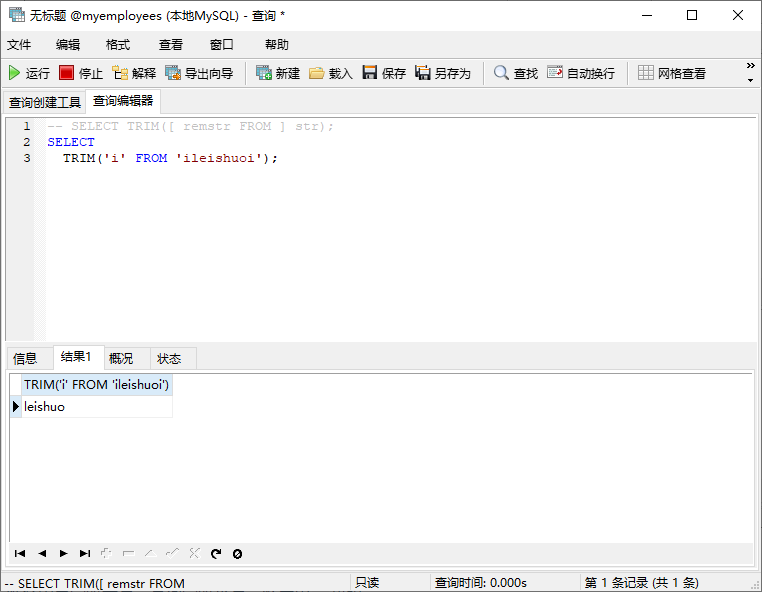 无标题 @myemployees (本地MySQL) - 查询 *
文件 编辑 格式 查看 窗口 帮助
运行 停止 解释 导出向导 新建 载入 保存 另存为 查找 自动换行 网格查看 »
查询创建工具 查询编辑器
1 -- SELECT TRIM([ remstr FROM ] str);
2 SELECT
3 TRIM('i' FROM 'ileishuoi');
信息 结果1 概况 状态
TRIM('i' FROM 'ileishuoi')
leishuo
-- SELECT TRIM([ remstr FROM 只读 查询时间: 0.000s 第 1 条记录 (共 1 条)